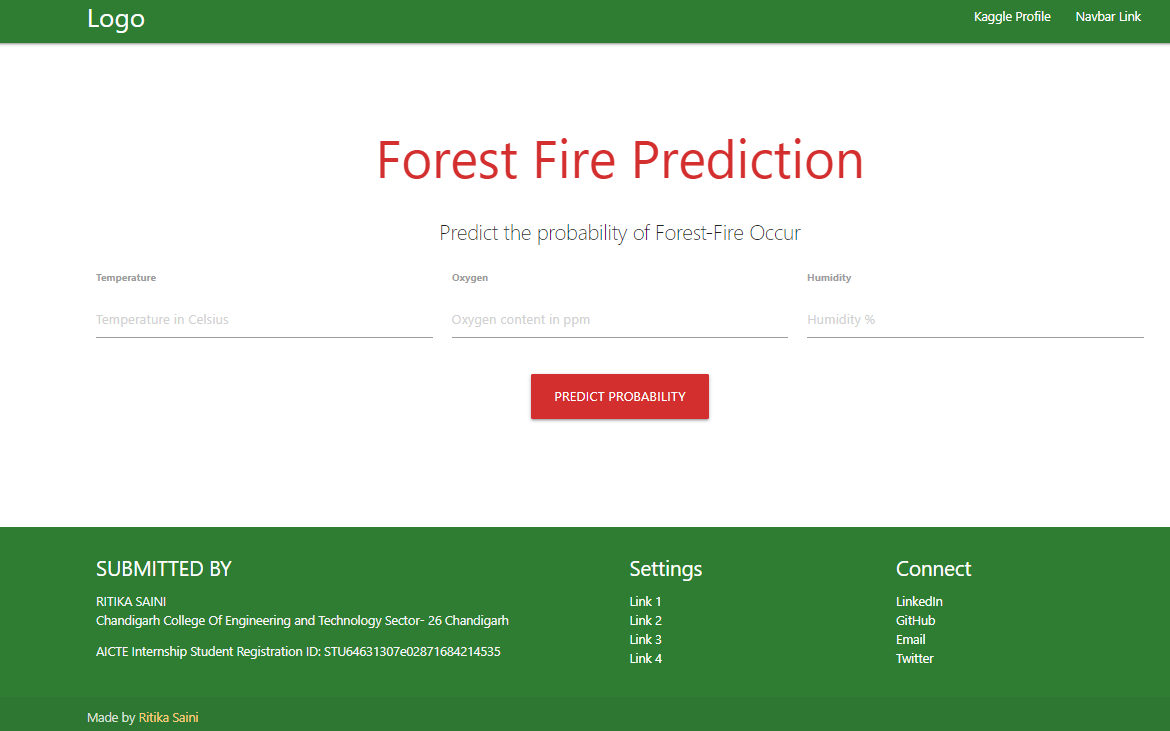 Logo
Kaggle Profile
Navbar Link
Forest Fire Prediction
Predict the probability of Forest-Fire Occur
Temperature
Oxygen
Humidity
Temperature in Celsius
Oxygen content in ppm
Humidity %
PREDICT PROBABILITY
SUBMITTED BY
RITIKA SAINI
Chandigarh College Of Engineering and Technology Sector- 26 Chandigarh
AICTE Internship Student Registration ID: STU64631307e02871684214535
Settings
Link 1
Link 2
Link 3
Link 4
Connect
LinkedIn
GitHub
Email
Twitter
Made by Ritika Saini